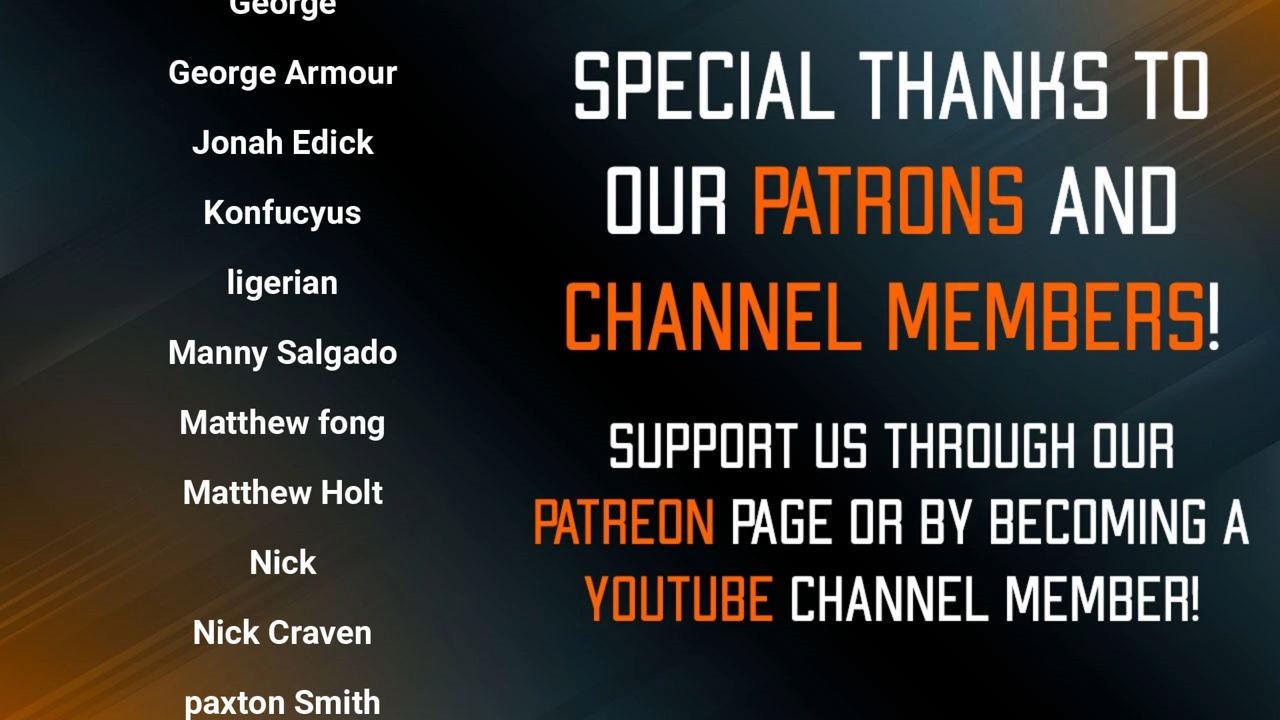 George
George Armour
Jonah Edick
Konfucyus
ligerian
Manny Salgado
Matthew fong
Matthew Holt
Nick
Nick Craven
paxton Smith
SPECIAL THANKS TO
OUR PATRONS AND
CHANNEL MEMBERS!
SUPPORT US THROUGH OUR
PATREON PAGE OR BY BECOMING A
YOUTUBE CHANNEL MEMBER!